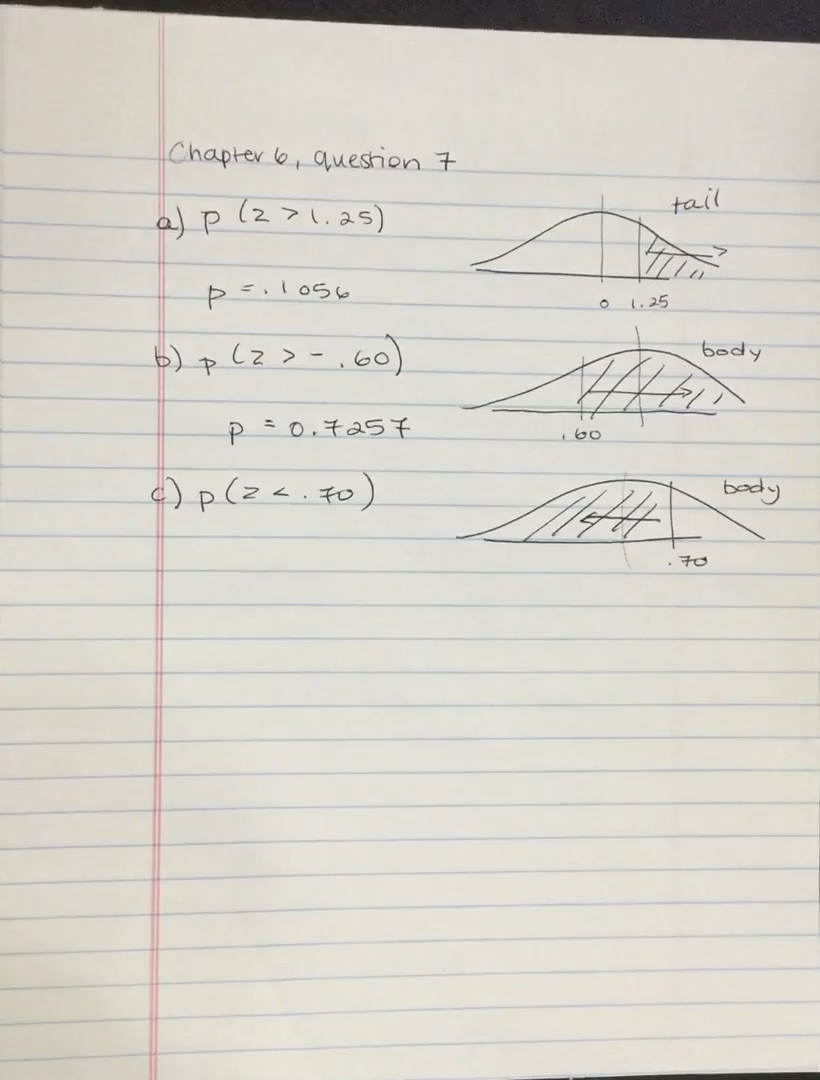 Chapter 6, question 7
a) p (z > 1.25)
tail
p = .1056
0 1.25
b) p (z > - .60)
body
p = 0.7257
.60
c) p (z < .70)
body
.70